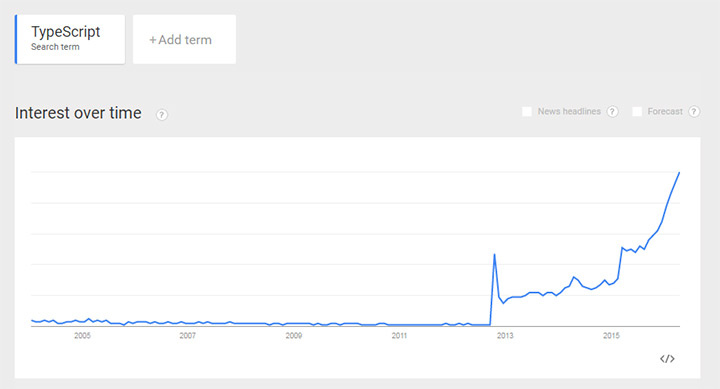 TypeScript
Search term
+Add term
Interest over time ?
News headlines ? Forecast ?
2005 2007 2009 2011 2013 2015
</>